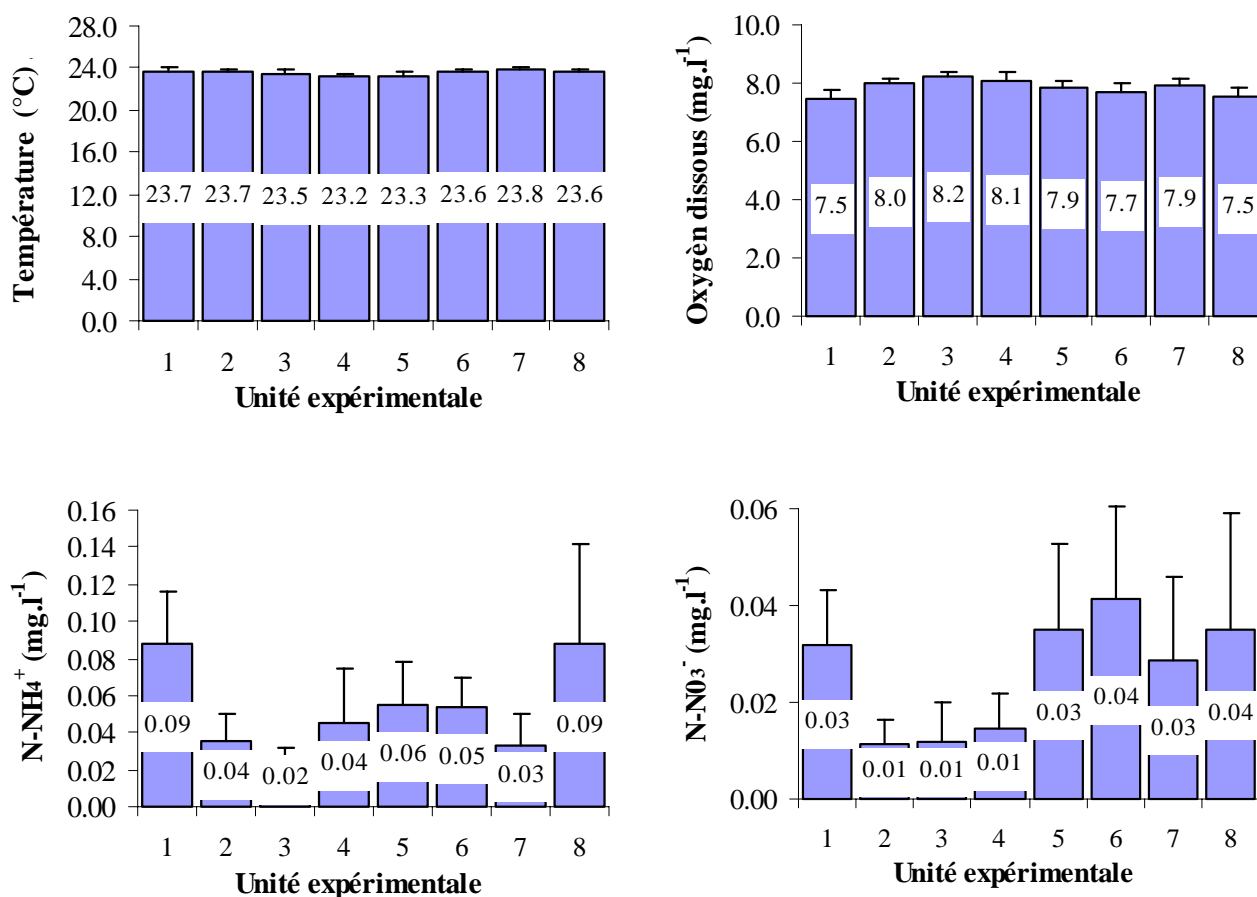 Température (°C).
28.0
24.0
20.0
16.0
12.0
8.0
4.0
0.0
23.7 23.7 23.5 23.2 23.3 23.6 23.8 23.6
1 2 3 4 5 6 7 8
Unité expérimentale
Oxygèn dissous (mg.l-1)
10.0
8.0
6.0
4.0
2.0
0.0
7.5 8.0 8.2 8.1 7.9 7.7 7.9 7.5
1 2 3 4 5 6 7 8
Unité expérimentale
N-NH4+ (mg.l-1)
0.16
0.14
0.12
0.10
0.08
0.06
0.04
0.02
0.00
0.09 0.04 0.02 0.04 0.06 0.05 0.03 0.09
1 2 3 4 5 6 7 8
Unité expérimentale
N-N03- (mg.l-1)
0.06
0.04
0.02
0.00
0.03 0.01 0.01 0.01 0.03 0.04 0.03 0.04
1 2 3 4 5 6 7 8
Unité expérimentale